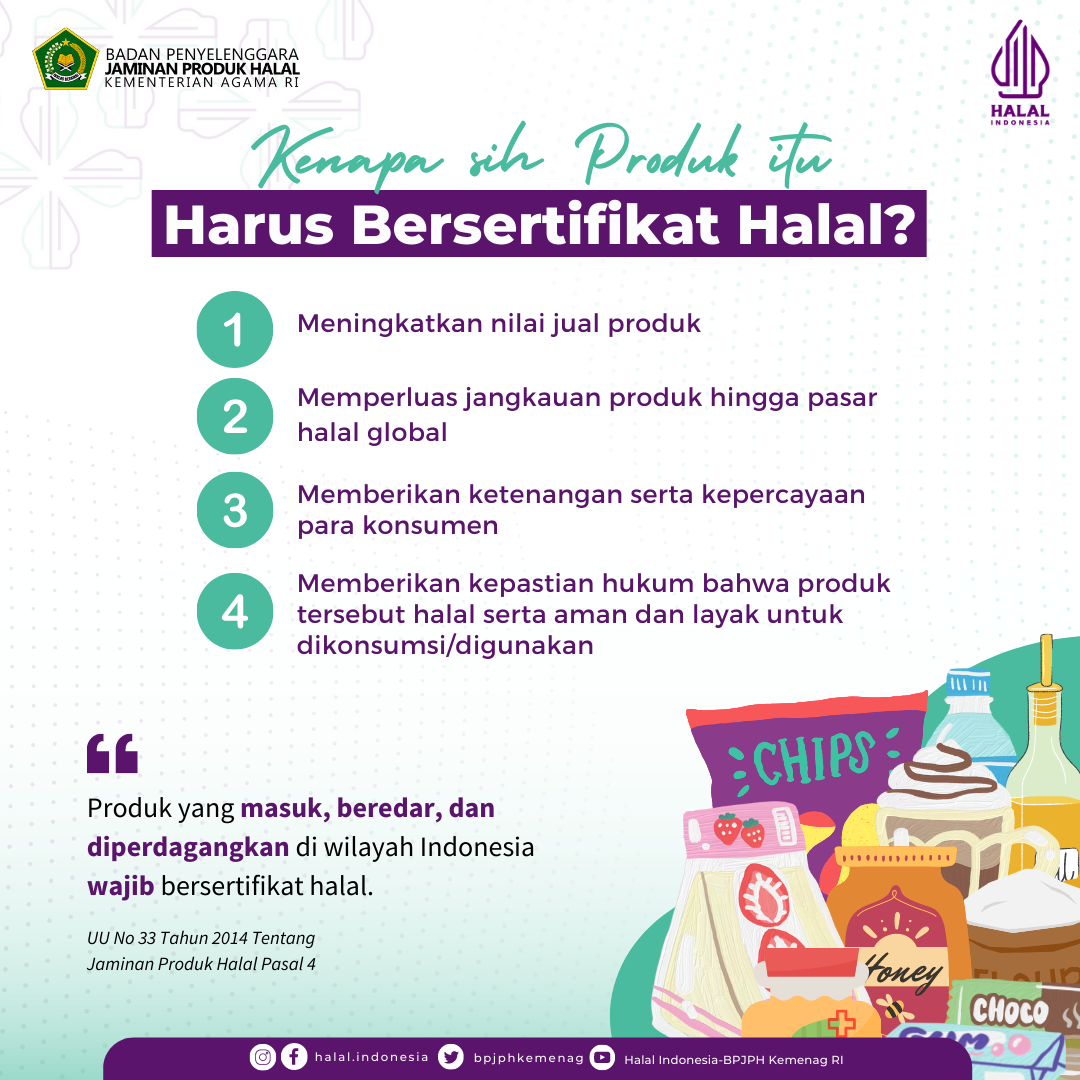 BADAN PENYELENGGARA
JAMINAN PRODUK HALAL
KEMENTERIAN AGAMA RI
HALAL
INDONESIA
Kenapa sih Produk itu
Harus Bersertifikat Halal?
1
Meningkatkan nilai jual produk
2
Memperluas jangkauan produk hingga pasar
halal global
3
Memberikan ketenangan serta kepercayaan
para konsumen
4
Memberikan kepastian hukum bahwa produk
tersebut halal serta aman dan layak untuk
dikonsumsi/digunakan
“
Produk yang masuk, beredar, dan
diperdagangkan di wilayah Indonesia
wajib bersertifikat halal.
UU No 33 Tahun 2014 Tentang
Jaminan Produk Halal Pasal 4
CHIPS
Honey
FLOUR
CHOCO
GUM
halal.indonesia bpjphkemenag Halal Indonesia-BPJPH Kemenag RI